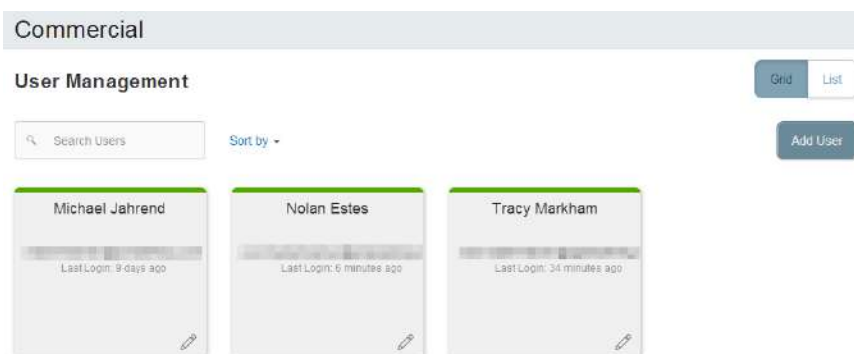 Commercial
User Management
Grid
List
Search Users
Sort by
Add User
Michael Jahrend
Nolan Estes
Tracy Markham
Last Login: 9 days ago
Last Login: 6 minutes ago
Last Login: 34 minutes ago